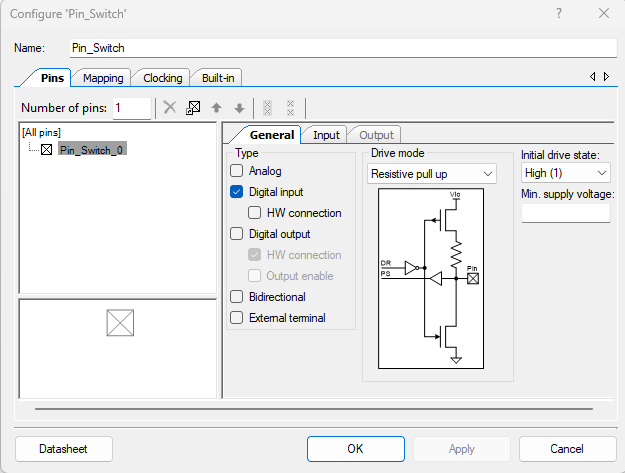 Configure 'Pin_Switch'
Name: Pin_Switch
Pins Mapping Clocking Built-in
Number of pins: 1
[All pins]
Pin_Switch_0
General Input Output
Type
Analog
Digital input
HW connection
Digital output
HW connection
Output enable
Bidirectional
External terminal
Drive mode
Resistive pull up
Vio
DR
PS
Pin
Initial drive state:
High (1)
Min. supply voltage:
Datasheet OK Apply Cancel